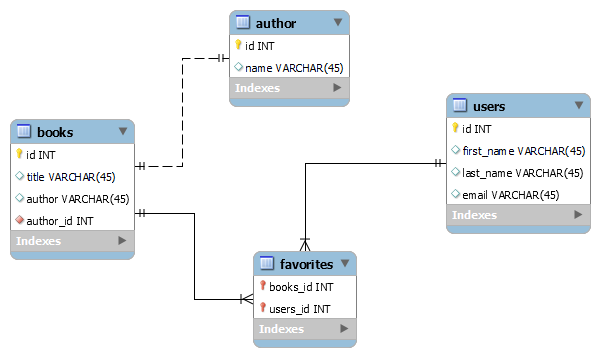 author
id INT
name VARCHAR(45)
Indexes
books
id INT
title VARCHAR(45)
author VARCHAR(45)
author_id INT
Indexes
users
id INT
first_name VARCHAR(45)
last_name VARCHAR(45)
email VARCHAR(45)
Indexes
favorites
books_id INT
users_id INT
Indexes